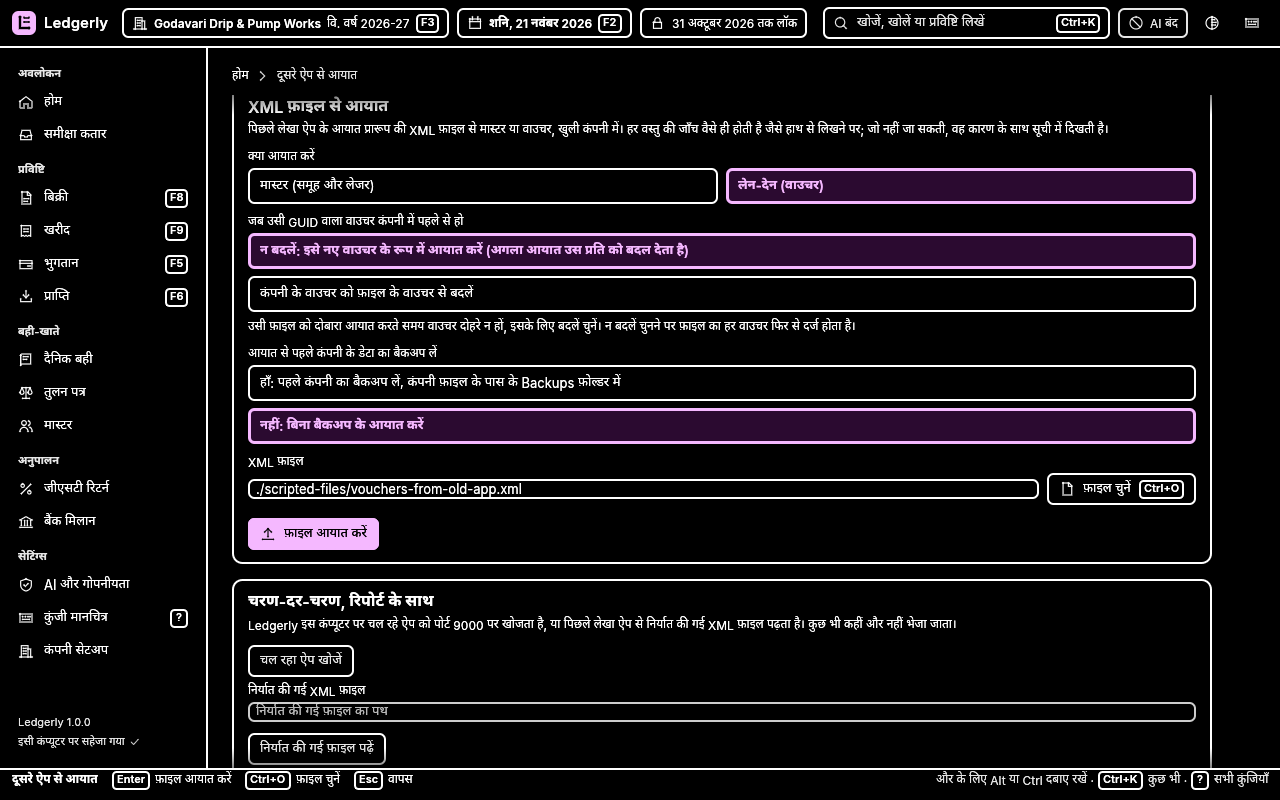 Ledgerly
Godavari Drip & Pump Works वि. वर्ष 2026-27 F3
शनि, 21 नवंबर 2026 F2
31 अक्टूबर 2026 तक लॉक
खोजें, खोलें या प्रविष्टि लिखें Ctrl+K
AI बंद
अवलोकन
होम
समीक्षा कतार
प्रविष्टि
बिक्री F8
खरीद F9
भुगतान F5
प्राप्ति F6
बही-खाते
दैनिक बही
तुलन पत्र
मास्टर
अनुपालन
जीएसटी रिटर्न
बैंक मिलान
सेटिंग्स
AI और गोपनीयता
कुंजी मानचित्र ?
कंपनी सेटअप
Ledgerly 1.0.0
इसी कंप्यूटर पर सहेजा गया
होम > दूसरे ऐप से आयात
XML फ़ाइल से आयात
पिछले लेखा ऐप के आयात प्रारूप की XML फ़ाइल से मास्टर या वाउचर, खुली कंपनी में। हर वस्तु की जाँच वैसे ही होती है जैसे हाथ से लिखने पर; जो नहीं जा सकती, वह कारण के साथ सूची में दिखती है।
क्या आयात करें
मास्टर (समूह और लेजर)
लेन-देन (वाउचर)
जब उसी GUID वाला वाउचर कंपनी में पहले से हो
न बदलें: इसे नए वाउचर के रूप में आयात करें (अगला आयात उस प्रति को बदल देता है)
कंपनी के वाउचर को फ़ाइल के वाउचर से बदलें
उसी फ़ाइल को दोबारा आयात करते समय वाउचर दोहरे न हों, इसके लिए बदलें चुनें। न बदलें चुनने पर फ़ाइल का हर वाउचर फिर से दर्ज होता है।
आयात से पहले कंपनी के डेटा का बैकअप लें
हाँ: पहले कंपनी का बैकअप लें, कंपनी फ़ाइल के पास के Backups फ़ोल्डर में
नहीं: बिना बैकअप के आयात करें
XML फ़ाइल
./scripted-files/vouchers-from-old-app.xml
फ़ाइल चुनें Ctrl+O
फ़ाइल आयात करें
चरण-दर-चरण, रिपोर्ट के साथ
Ledgerly इस कंप्यूटर पर चल रहे ऐप को पोर्ट 9000 पर खोजता है, या पिछले लेखा ऐप से निर्यात की गई XML फ़ाइल पढ़ता है। कुछ भी कहीं और नहीं भेजा जाता।
चल रहा ऐप खोजें
निर्यात की गई XML फ़ाइल
निर्यात की गई फ़ाइल का पथ
निर्यात की गई फ़ाइल पढ़ें
दूसरे ऐप से आयात Enter फ़ाइल आयात करें Ctrl+O फ़ाइल चुनें Esc वापस
और के लिए Alt या Ctrl दबाए रखें · Ctrl+K कुछ भी · ? सभी कुंजियाँ